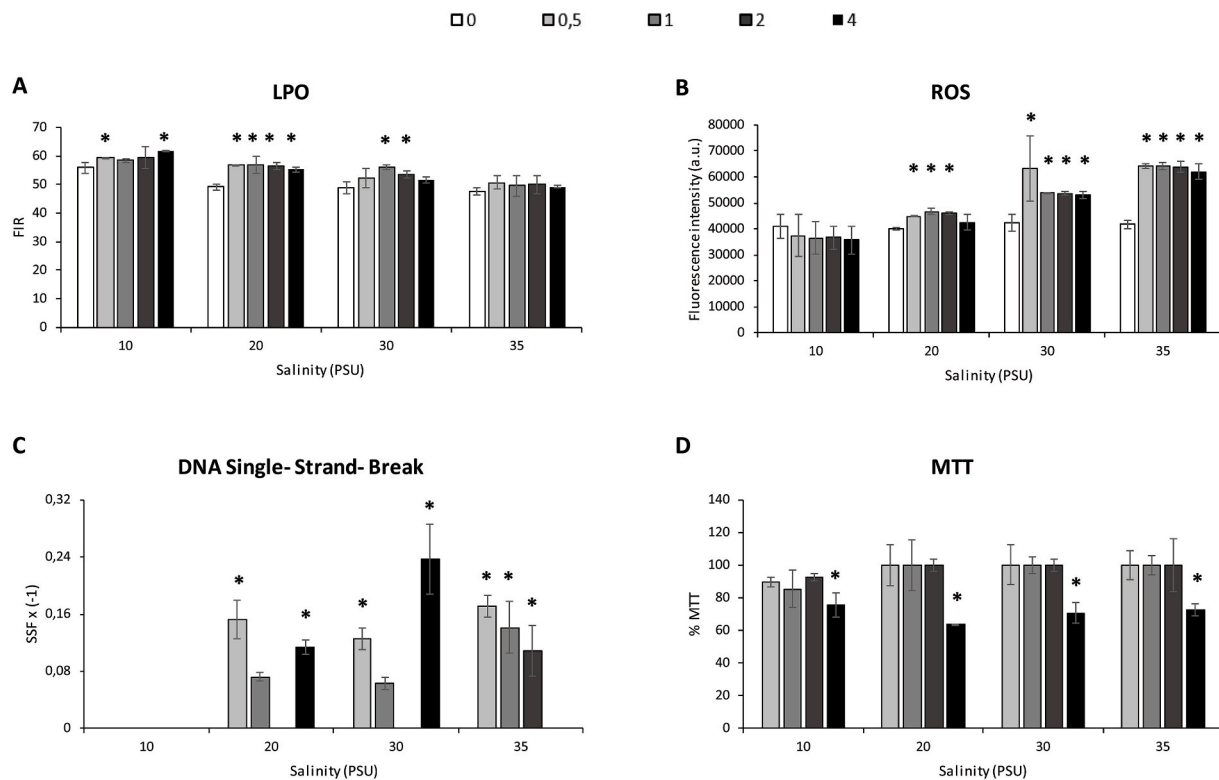 0 0,5 1 2 4
A
LPO
* * * * * * * *
70
60
50
40
30
20
10
0
FIR
10 20 30 35
Salinity (PSU)
B
ROS
* * * * * * * * * * *
80000
70000
60000
50000
40000
30000
20000
10000
0
Fluorescence intensity (a.u.)
10 20 30 35
Salinity (PSU)
C
DNA Single- Strand- Break
* * * * * * *
0,32
0,24
0,16
0,08
0
SSF x (-1)
10 20 30 35
Salinity (PSU)
D
MTT
* * * *
140
120
100
80
60
40
20
0
% MTT
10 20 30 35
Salinity (PSU)